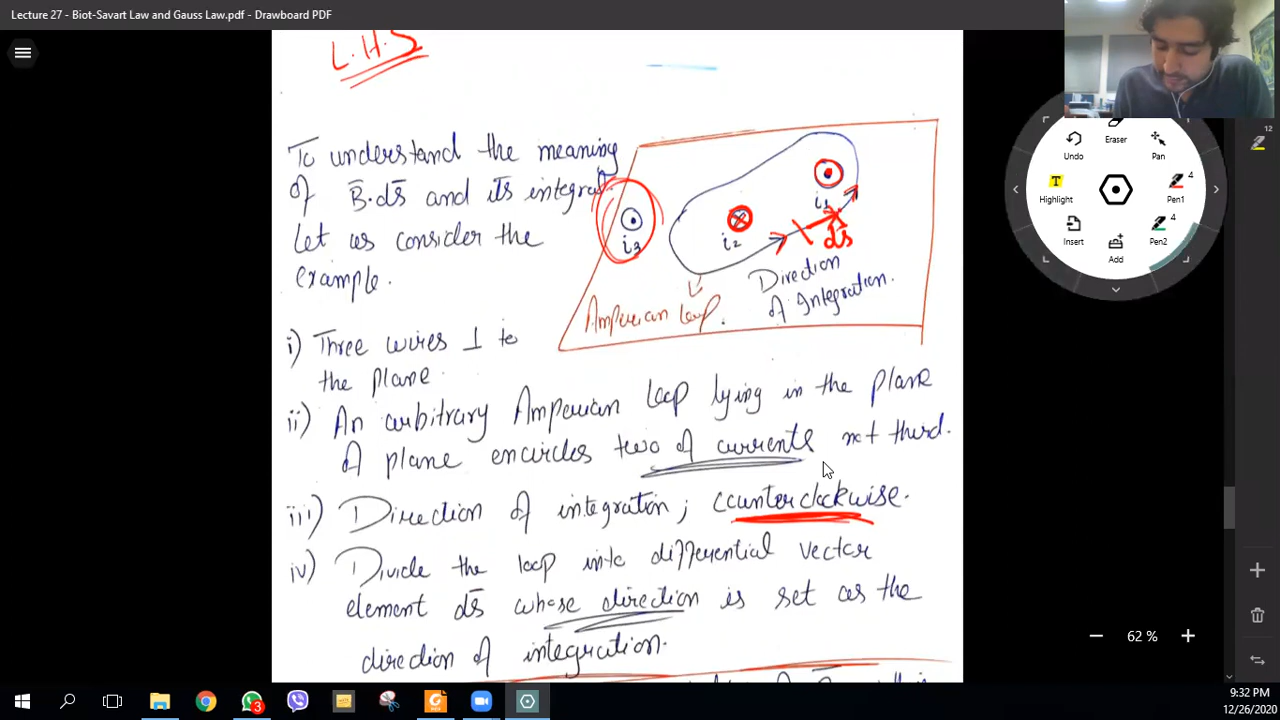 Lecture 27 - Biot-Savart Law and Gauss Law.pdf - Drawboard PDF
L.H.S
To understand the meaning
of B.ds and its integral
let us consider the
example.
i3
i2
i1
ds
Direction
of Integration.
Amperian loop.
i) Three wires ⊥ to
the plane.
ii) An arbitrary Amperian loop lying in the plane
of plane encircles two of currents not third.
iii) Direction of integration; counterclockwise.
iv) Divide the loop into differential vector
element ds whose direction is set as the
direction of integration.
Eraser
Undo
Pan
Highlight
4
Pen1
Insert
4
Pen2
Add
12
62 %
3
9:32 PM
12/26/2020